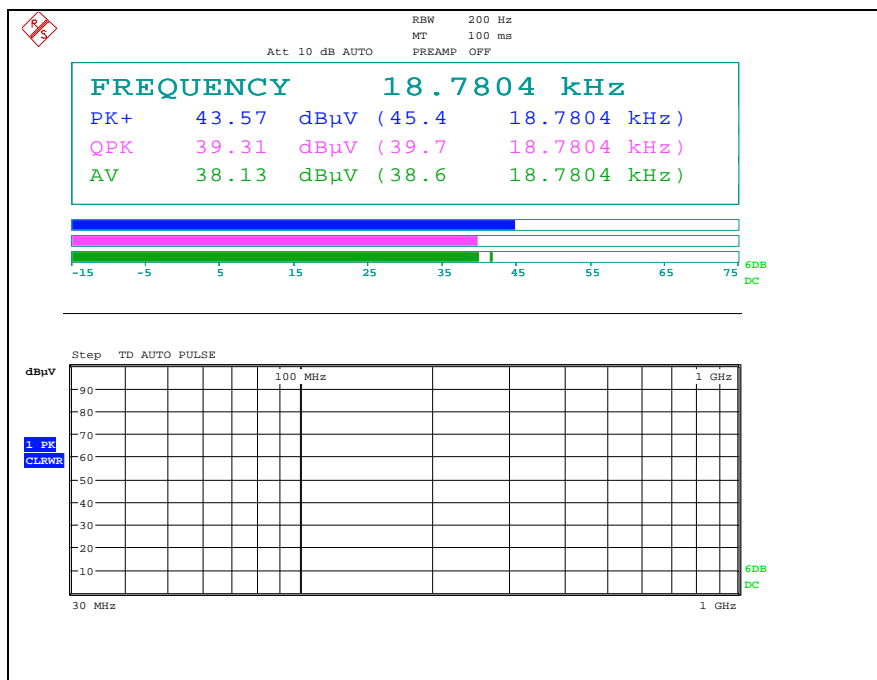 R S
RBW 200 Hz
MT 100 ms
Att 10 dB AUTO PREAMP OFF
FREQUENCY 18.7804 kHz
PK+ 43.57 dBµV (45.4 18.7804 kHz)
QPK 39.31 dBµV (39.7 18.7804 kHz)
AV 38.13 dBµV (38.6 18.7804 kHz)
-15 -5 5 15 25 35 45 55 65 75
6DB
DC
Step TD AUTO PULSE
dBµV
100 MHz 1 GHz
90
80
70
1 PK
CLRWR
60
50
40
30
20
10
6DB
DC
30 MHz 1 GHz